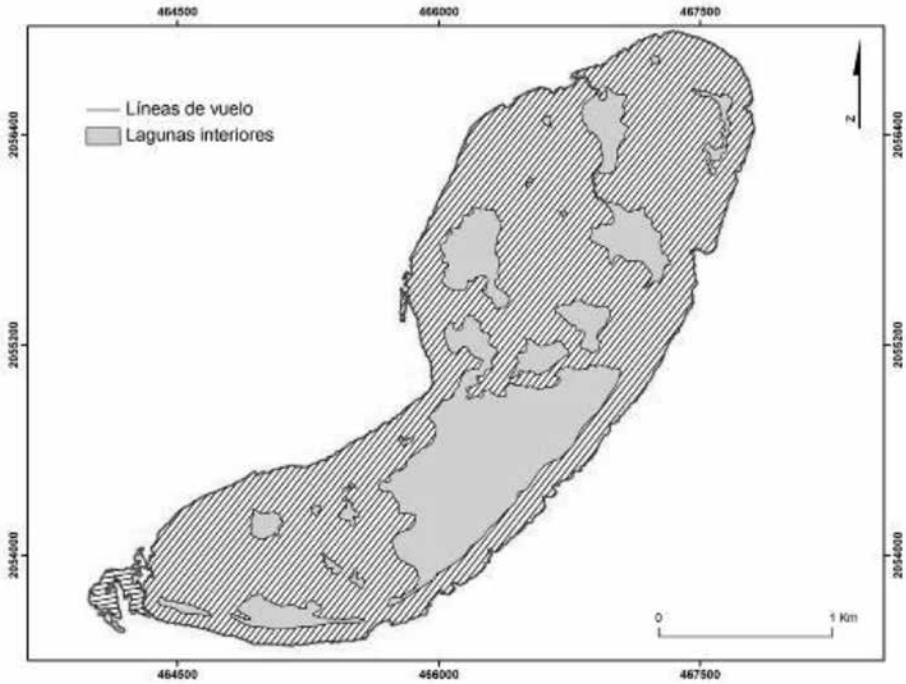 464500 466000 467500
Líneas de vuelo
Lagunas interiores
N
2056400 2056400
2055200 2055200
2054000 2054000
0 1 Km
464500 466000 467500